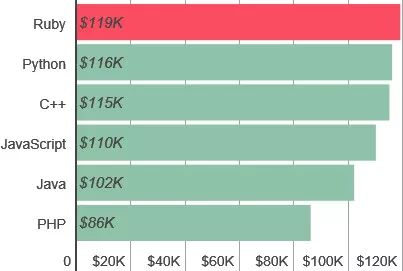 Ruby $119K
Python $116K
C++ $115K
JavaScript $110K
Java $102K
PHP $86K
0 $20K $40K $60K $80K $100K $120K